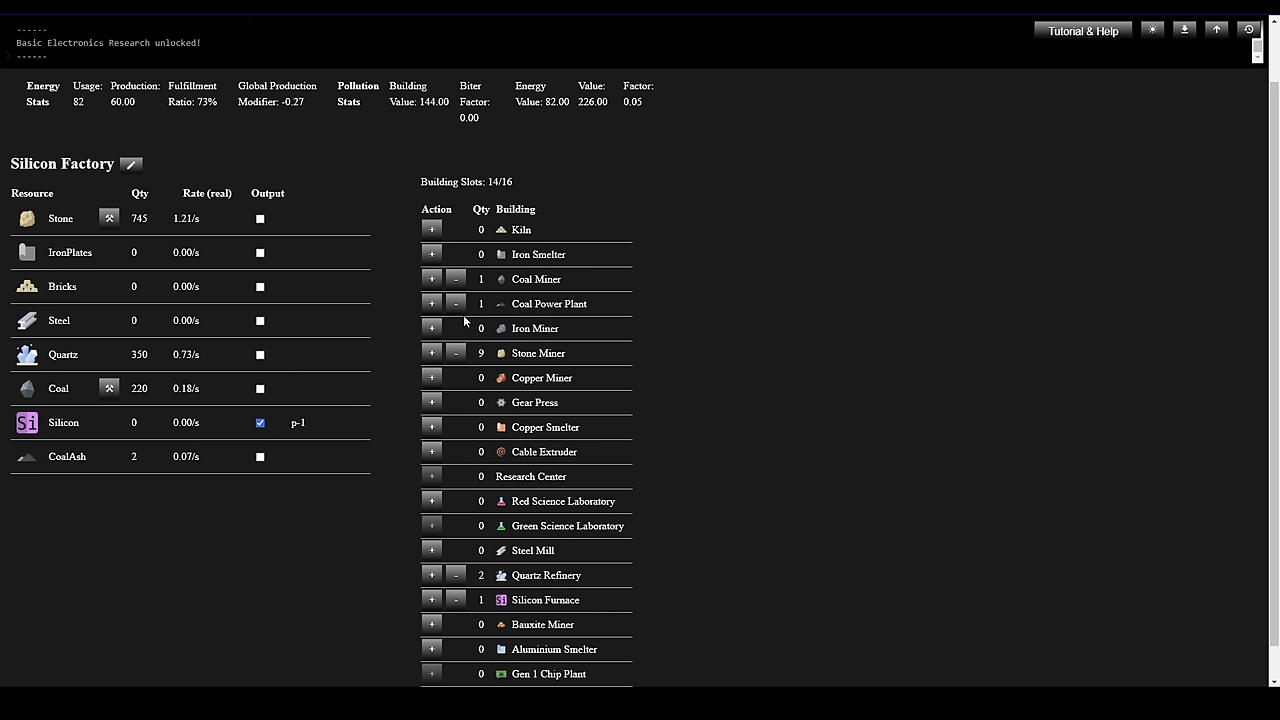 ------
Basic Electronics Research unlocked!
------
Tutorial & Help
Energy Stats Usage: 82 Production: 60.00 Fulfillment Ratio: 73% Global Production Modifier: -0.27 Pollution Stats Building Value: 144.00 Biter Factor: 0.00 Energy Value: 82.00 Value: 226.00 Factor: 0.05
Silicon Factory
Resource Qty Rate (real) Output
Stone 745 1.21/s
IronPlates 0 0.00/s
Bricks 0 0.00/s
Steel 0 0.00/s
Quartz 350 0.73/s
Coal 220 0.18/s
Si Silicon 0 0.00/s p-1
CoalAsh 2 0.07/s
Building Slots: 14/16
Action Qty Building
+ 0 Kiln
+ 0 Iron Smelter
+ - 1 Coal Miner
+ - 1 Coal Power Plant
+ 0 Iron Miner
+ - 9 Stone Miner
+ 0 Copper Miner
+ 0 Gear Press
+ 0 Copper Smelter
+ 0 Cable Extruder
+ 0 Research Center
+ 0 Red Science Laboratory
+ 0 Green Science Laboratory
+ 0 Steel Mill
+ - 2 Quartz Refinery
+ - 1 Si Silicon Furnace
+ 0 Bauxite Miner
+ 0 Aluminium Smelter
+ 0 Gen 1 Chip Plant